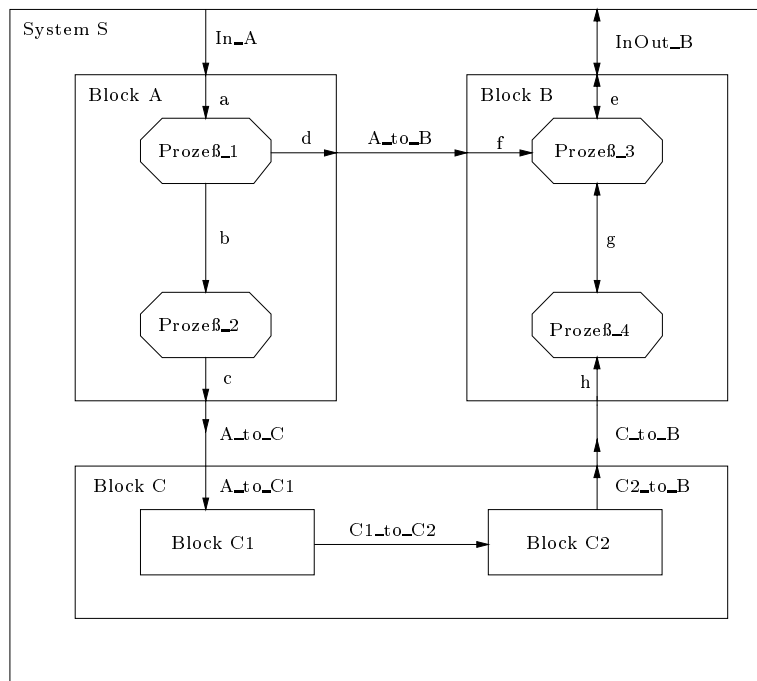 System S
In_A
InOut_B
Block A
Block B
a
e
Prozeß_1
d
A_to_B
f
Prozeß_3
b
g
Prozeß_2
Prozeß_4
c
h
A_to_C
C_to_B
Block C
A_to_C1
C2_to_B
C1_to_C2
Block C1
Block C2